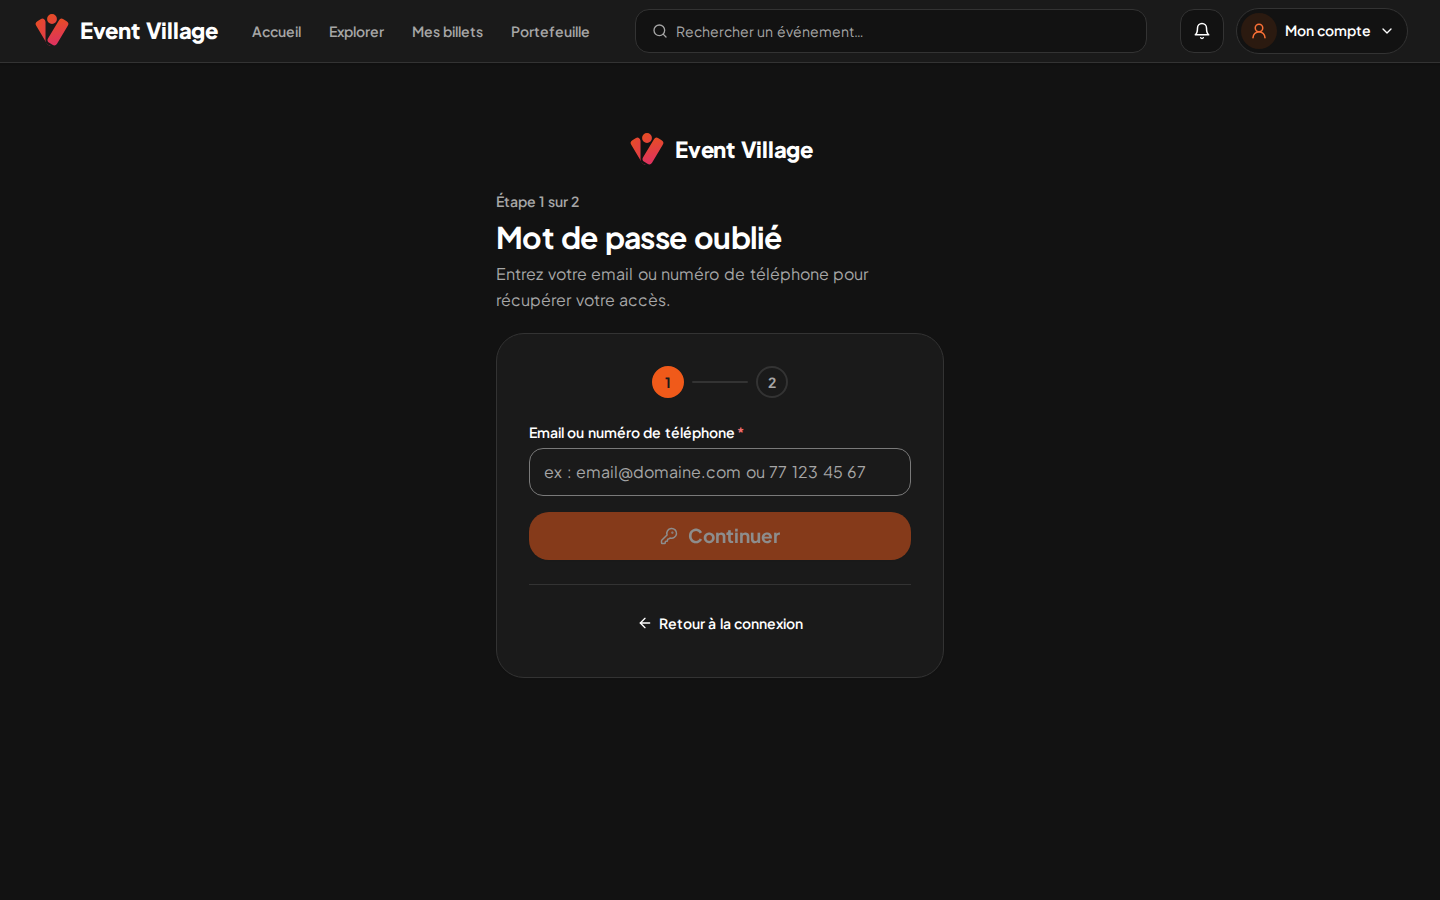 Event Village
Accueil
Explorer
Mes billets
Portefeuille
Rechercher un événement...
Mon compte
Event Village
Étape 1 sur 2
Mot de passe oublié
Entrez votre email ou numéro de téléphone pour
récupérer votre accès.
1
2
Email ou numéro de téléphone *
ex : email@domaine.com ou 77 123 45 67
Continuer
Retour à la connexion